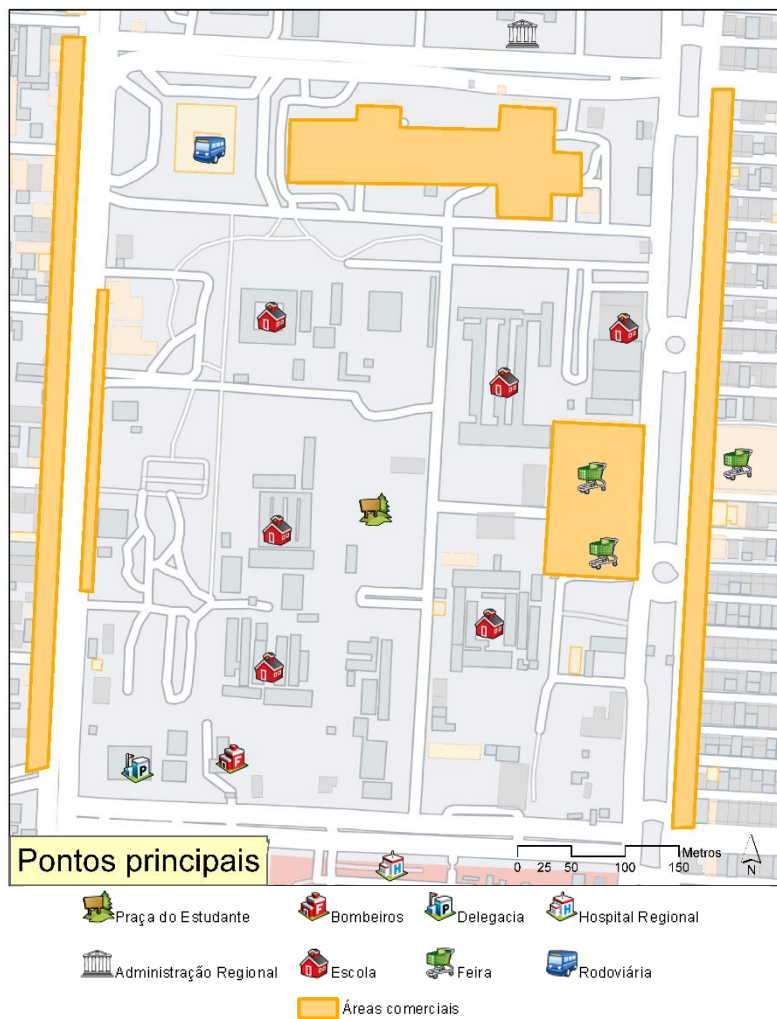 Pontos principais
Metros
0 25 50 100 150
N
Praça do Estudante
Bombeiros
Delegacia
Hospital Regional
Administração Regional
Escola
Feira
Rodoviária
Áreas comerciais